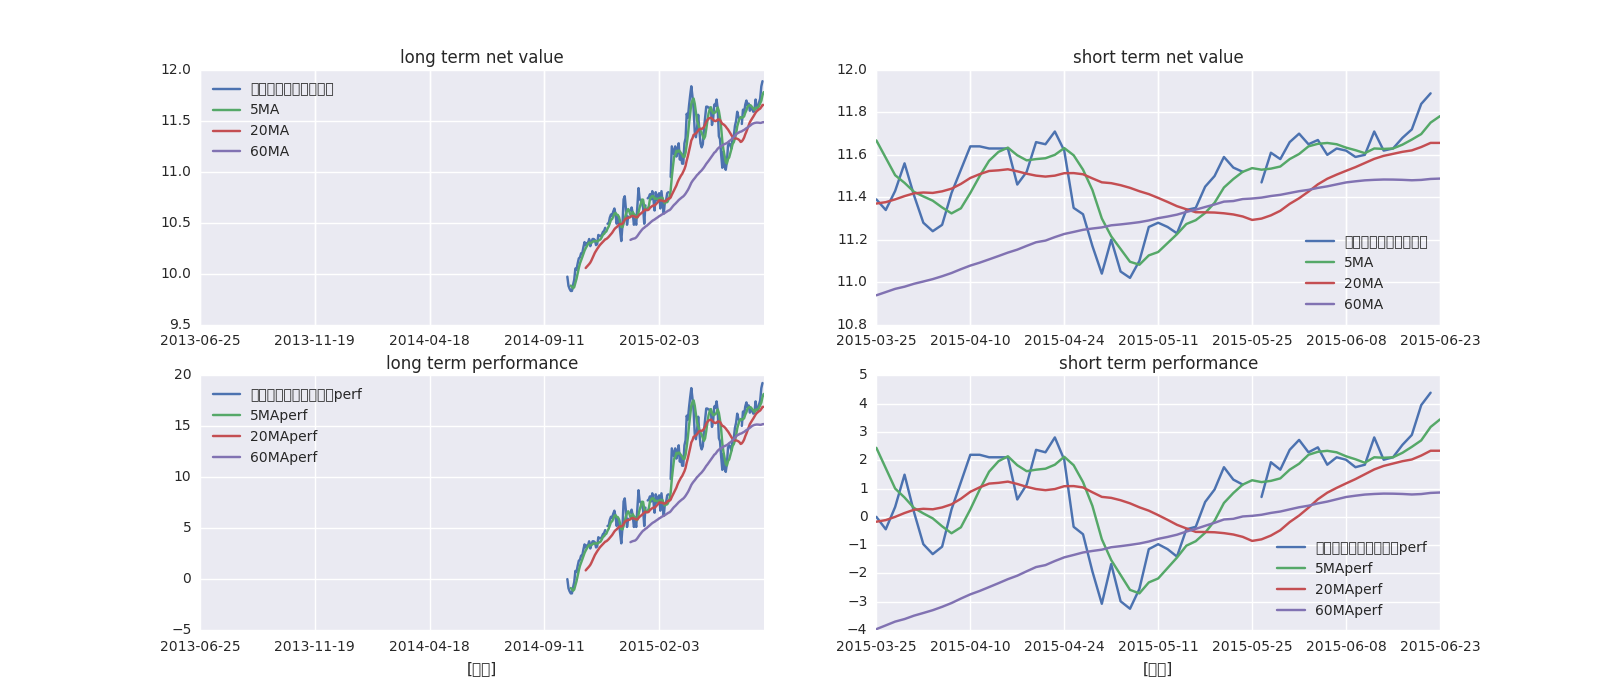 long term net value
12.0
11.5
11.0
10.5
10.0
9.5
5MA
20MA
60MA
2013-06-25 2013-11-19 2014-04-18 2014-09-11 2015-02-03
short term net value
12.0
11.8
11.6
11.4
11.2
11.0
10.8
5MA
20MA
60MA
2015-03-25 2015-04-10 2015-04-24 2015-05-11 2015-05-25 2015-06-08 2015-06-23
long term performance
20
15
10
5
0
−5
perf
5MAperf
20MAperf
60MAperf
2013-06-25 2013-11-19 2014-04-18 2014-09-11 2015-02-03
short term performance
5
4
3
2
1
0
−1
−2
−3
−4
perf
5MAperf
20MAperf
60MAperf
2015-03-25 2015-04-10 2015-04-24 2015-05-11 2015-05-25 2015-06-08 2015-06-23